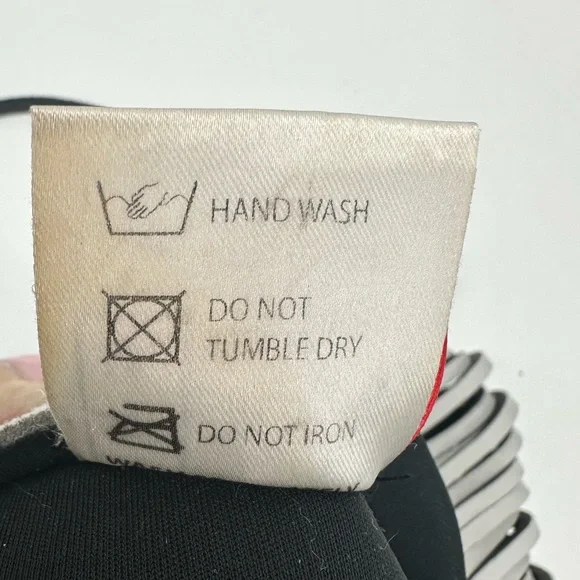 HAND WASH
DO NOT
TUMBLE DRY
DO NOT IRON